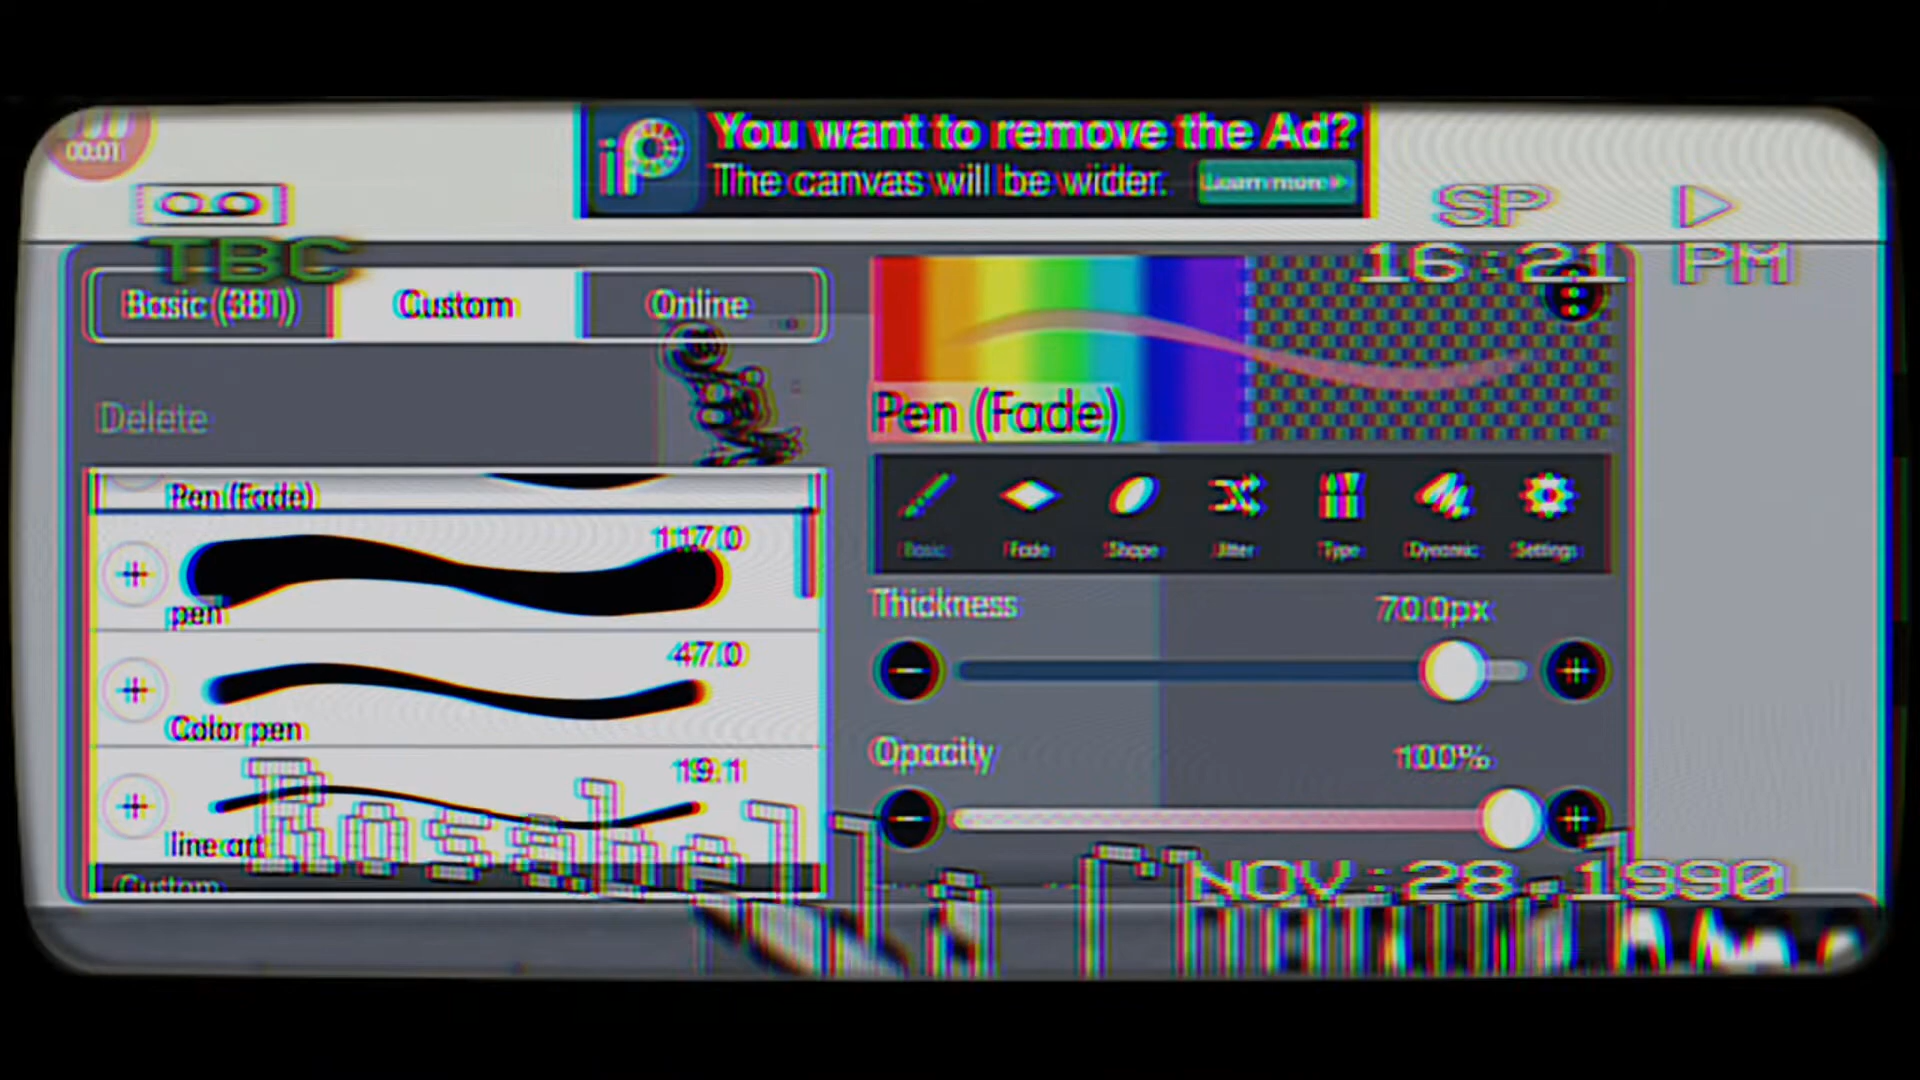 00:01
iP
You want to remove the Ad?
The canvas will be wider.
Learn more
SP
TBC
16:21 PM
Basic (381)
Custom
Online
Delete
Pen (Fade)
Pen (Fade)
Basic
Fade
Shape
Jitter
Type
Dynamic
Settings
117.0
pen
47.0
Color pen
19.1
line art
Custom
Thickness
70.0px
Opacity
100%
NOV.28.1990